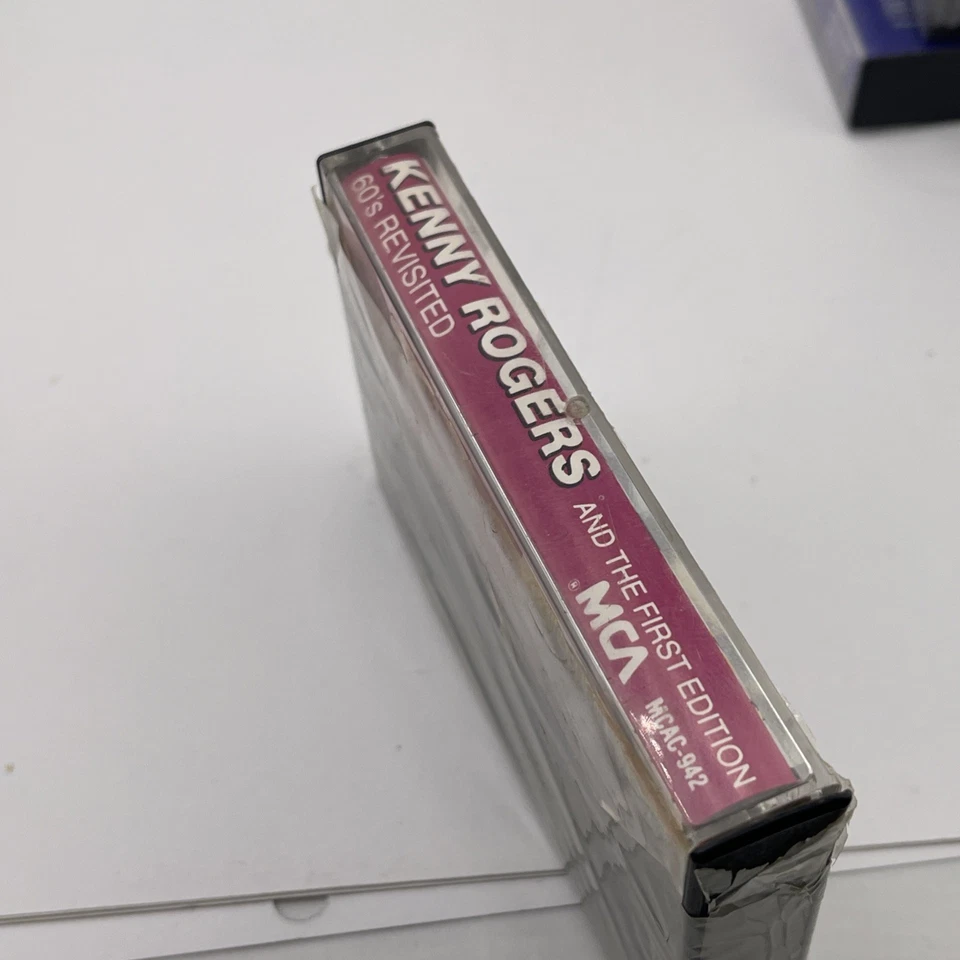 KENNY ROGERS AND THE FIRST EDITION
60's REVISITED
® MCA MCAC-942